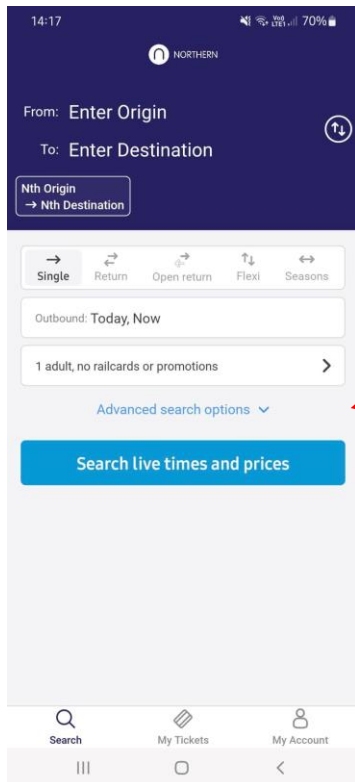 14:17
VoD LTE1 70%
NORTHERN
From: Enter Origin
To: Enter Destination
Nth Origin
→ Nth Destination
Single Return Open return Flexi Seasons
Outbound: Today, Now
1 adult, no railcards or promotions
Advanced search options
Search live times and prices
Search My Tickets My Account